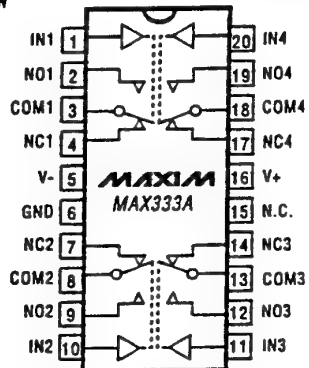 IN1 1 20 IN4
NO1 2 19 NO4
COM1 3 18 COM4
NC1 4 17 NC4
V- 5 MAXIM 16 V+
GND 6 MAX333A 15 N.C.
NC2 7 14 NC3
COM2 8 13 COM3
NO2 9 12 NO3
IN2 10 11 IN3